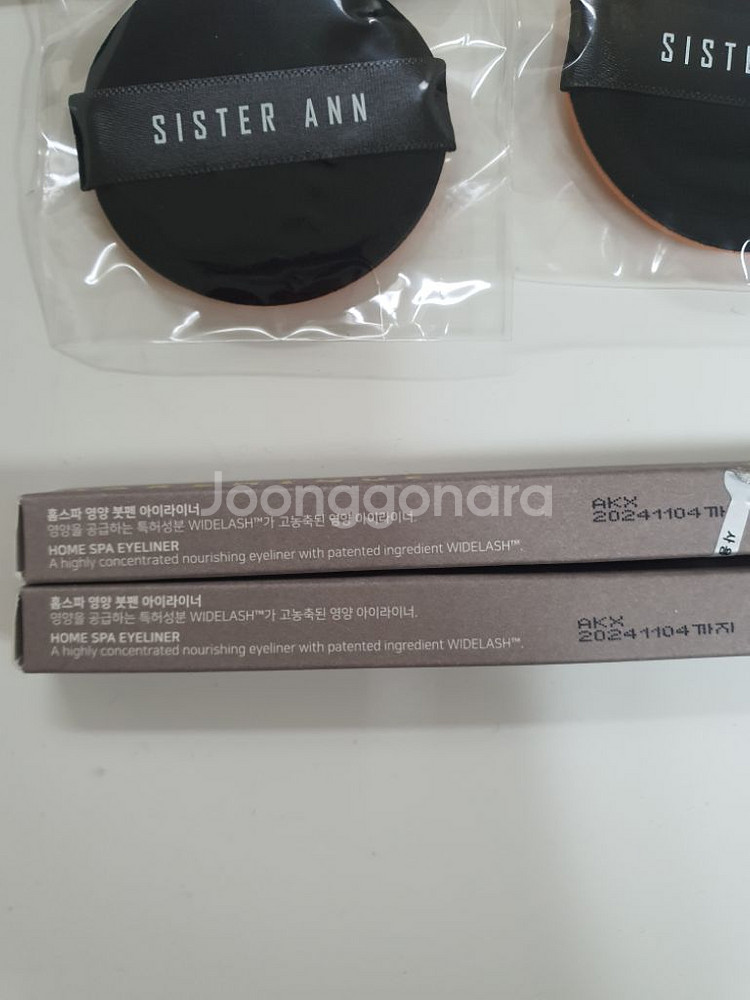 SISTER ANN
SIST
Joonggonara
홈스파 영양 붓펜 아이라이너
영양을 공급하는 특허성분 WIDELASH™가 고농축된 영양 아이라이너.
HOME SPA EYELINER
A highly concentrated nourishing eyeliner with patented ingredient WIDELASH™.
AKX
20241104까
사용
홈스파 영양 붓펜 아이라이너
영양을 공급하는 특허성분 WIDELASH™가 고농축된 영양 아이라이너.
HOME SPA EYELINER
A highly concentrated nourishing eyeliner with patented ingredient WIDELASH™.
AKX
20241104까지